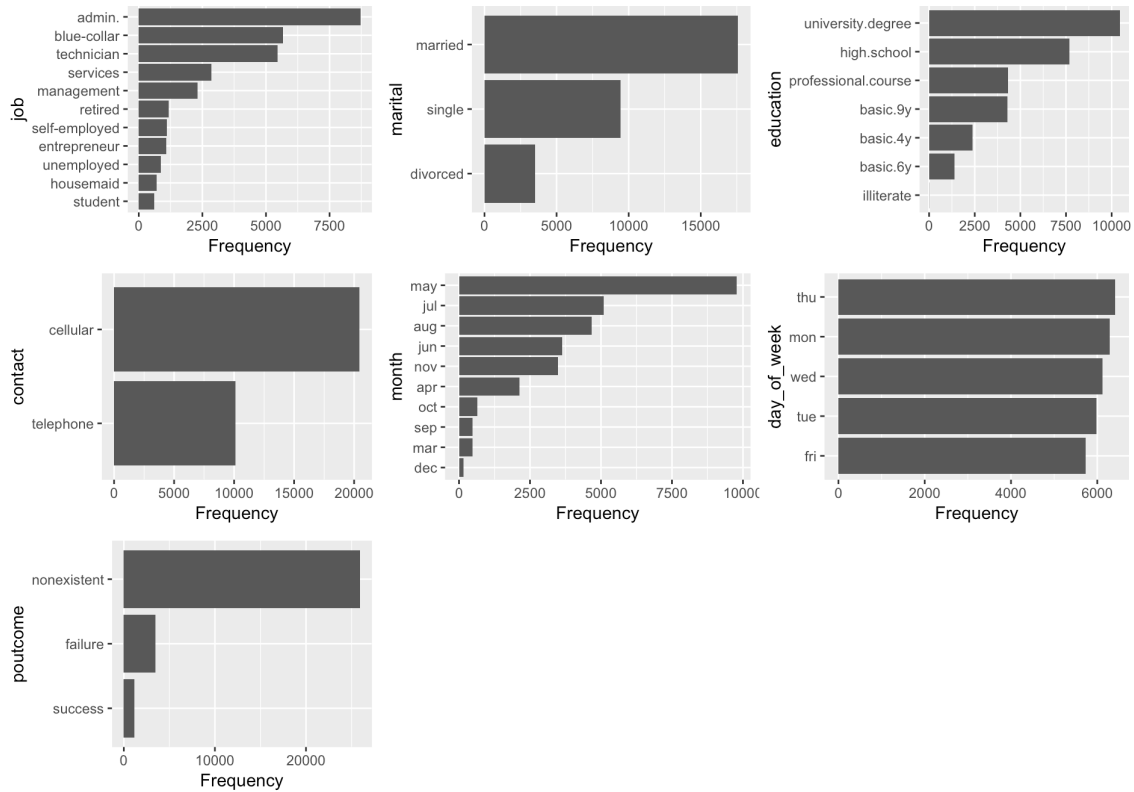 job
admin.
blue-collar
technician
services
management
retired
self-employed
entrepreneur
unemployed
housemaid
student
0 2500 5000 7500
Frequency
marital
married
single
divorced
0 5000 10000 15000
Frequency
education
university.degree
high.school
professional.course
basic.9y
basic.4y
basic.6y
illiterate
0 2500 5000 7500 10000
Frequency
contact
cellular
telephone
0 5000 10000 15000 20000
Frequency
month
may
jul
aug
jun
nov
apr
oct
sep
mar
dec
0 2500 5000 7500 10000
Frequency
day_of_week
thu
mon
wed
tue
fri
0 2000 4000 6000
Frequency
poutcome
nonexistent
failure
success
0 10000 20000
Frequency